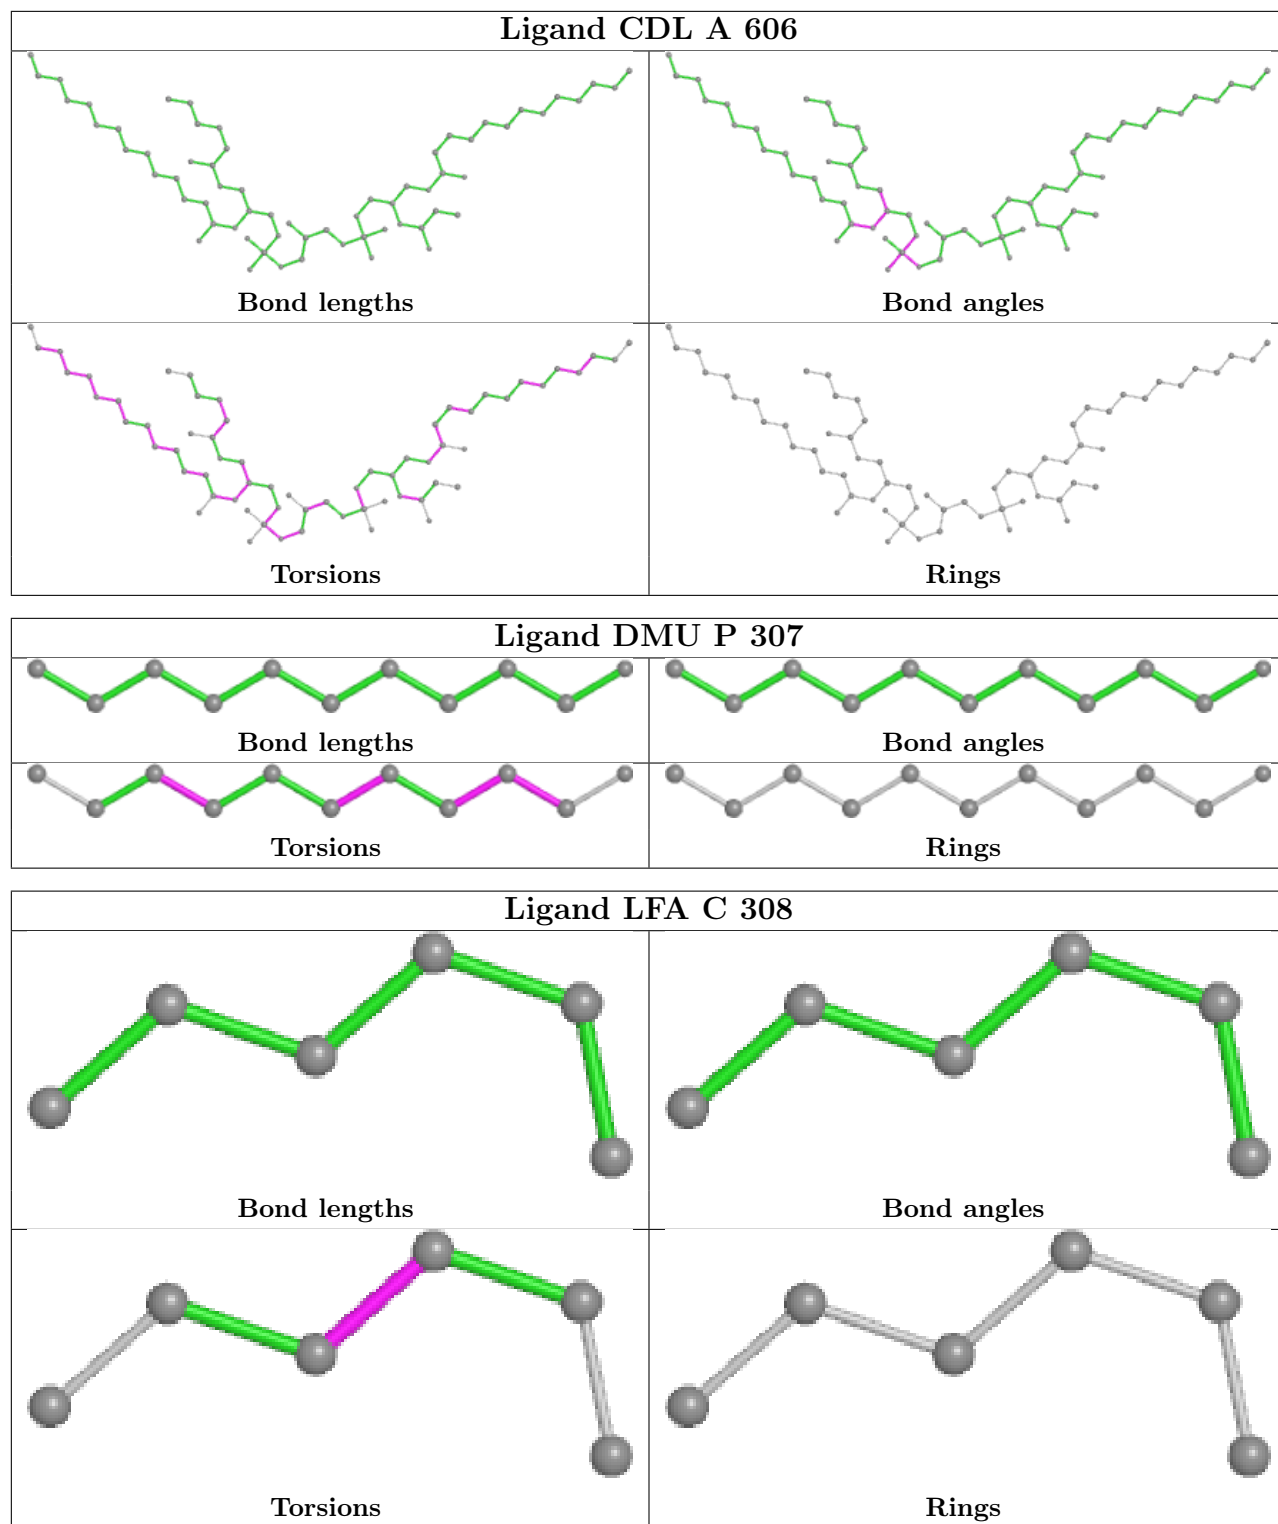 Ligand CDL A 606
Bond lengths
Bond angles
Torsions
Rings
Ligand DMU P 307
Bond lengths
Bond angles
Torsions
Rings
Ligand LFA C 308
Bond lengths
Bond angles
Torsions
Rings